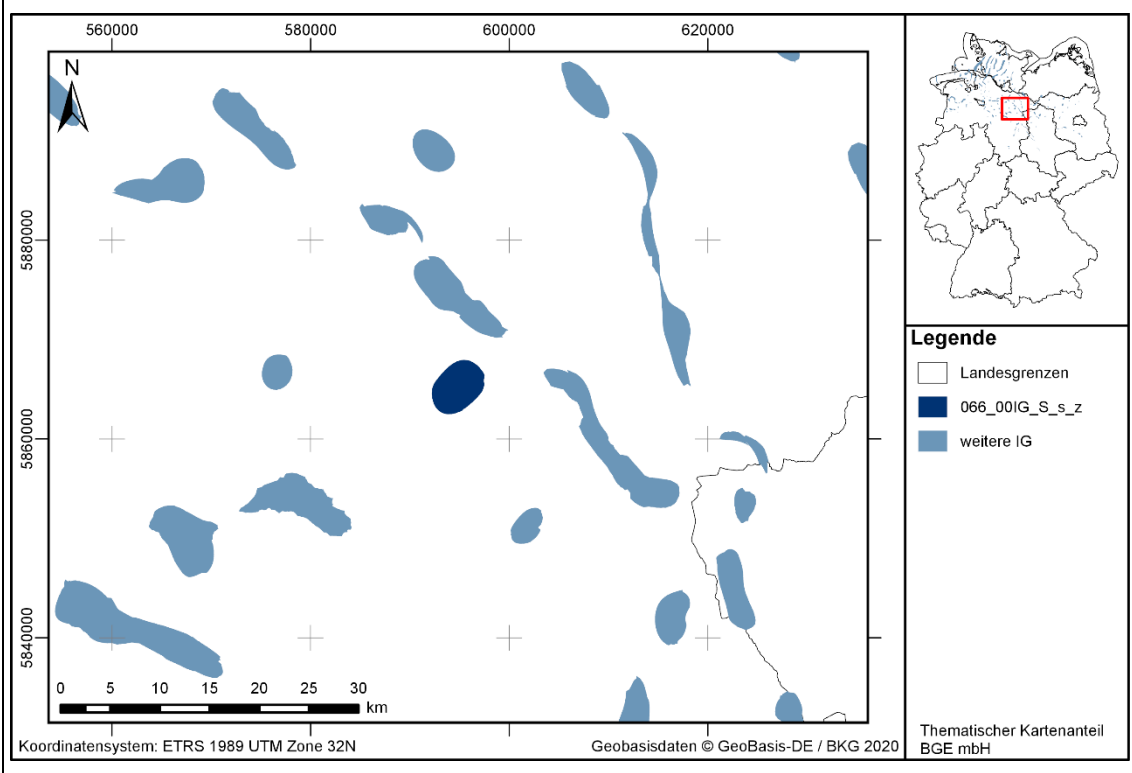 560000
580000
600000
620000
N
5880000
5860000
5840000
0 5 10 15 20 25 30
km
Koordinatensystem: ETRS 1989 UTM Zone 32N
Geobasisdaten © GeoBasis-DE / BKG 2020
Legende
Landesgrenzen
066_00IG_S_s_z
weitere IG
Thematischer Kartenanteil
BGE mbH